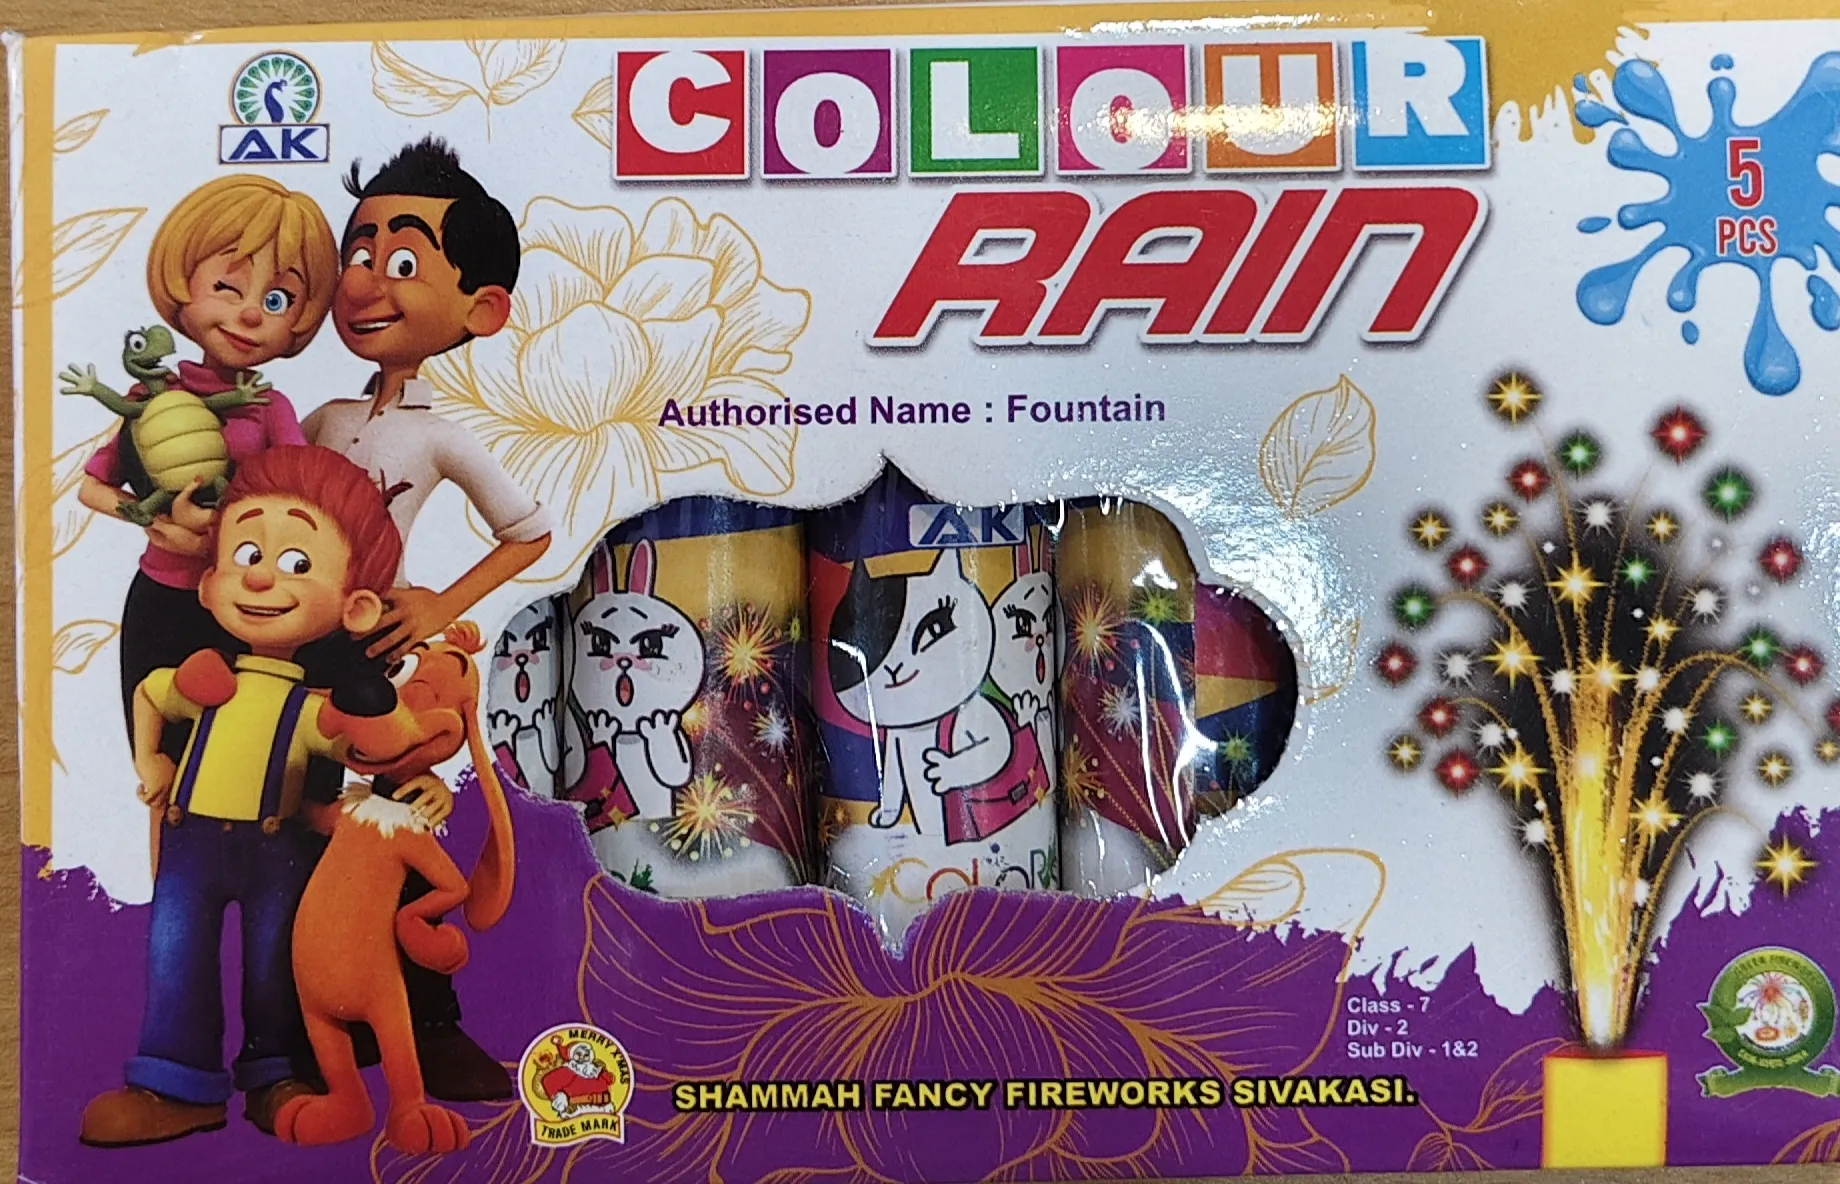 AK
COLOUR
RAIN
5
PCS
Authorised Name : Fountain
AK
Class - 7
Div - 2
Sub Div - 1&2
MERRY X'MAS
TRADE MARK
SHAMMAH FANCY FIREWORKS SIVAKASI.